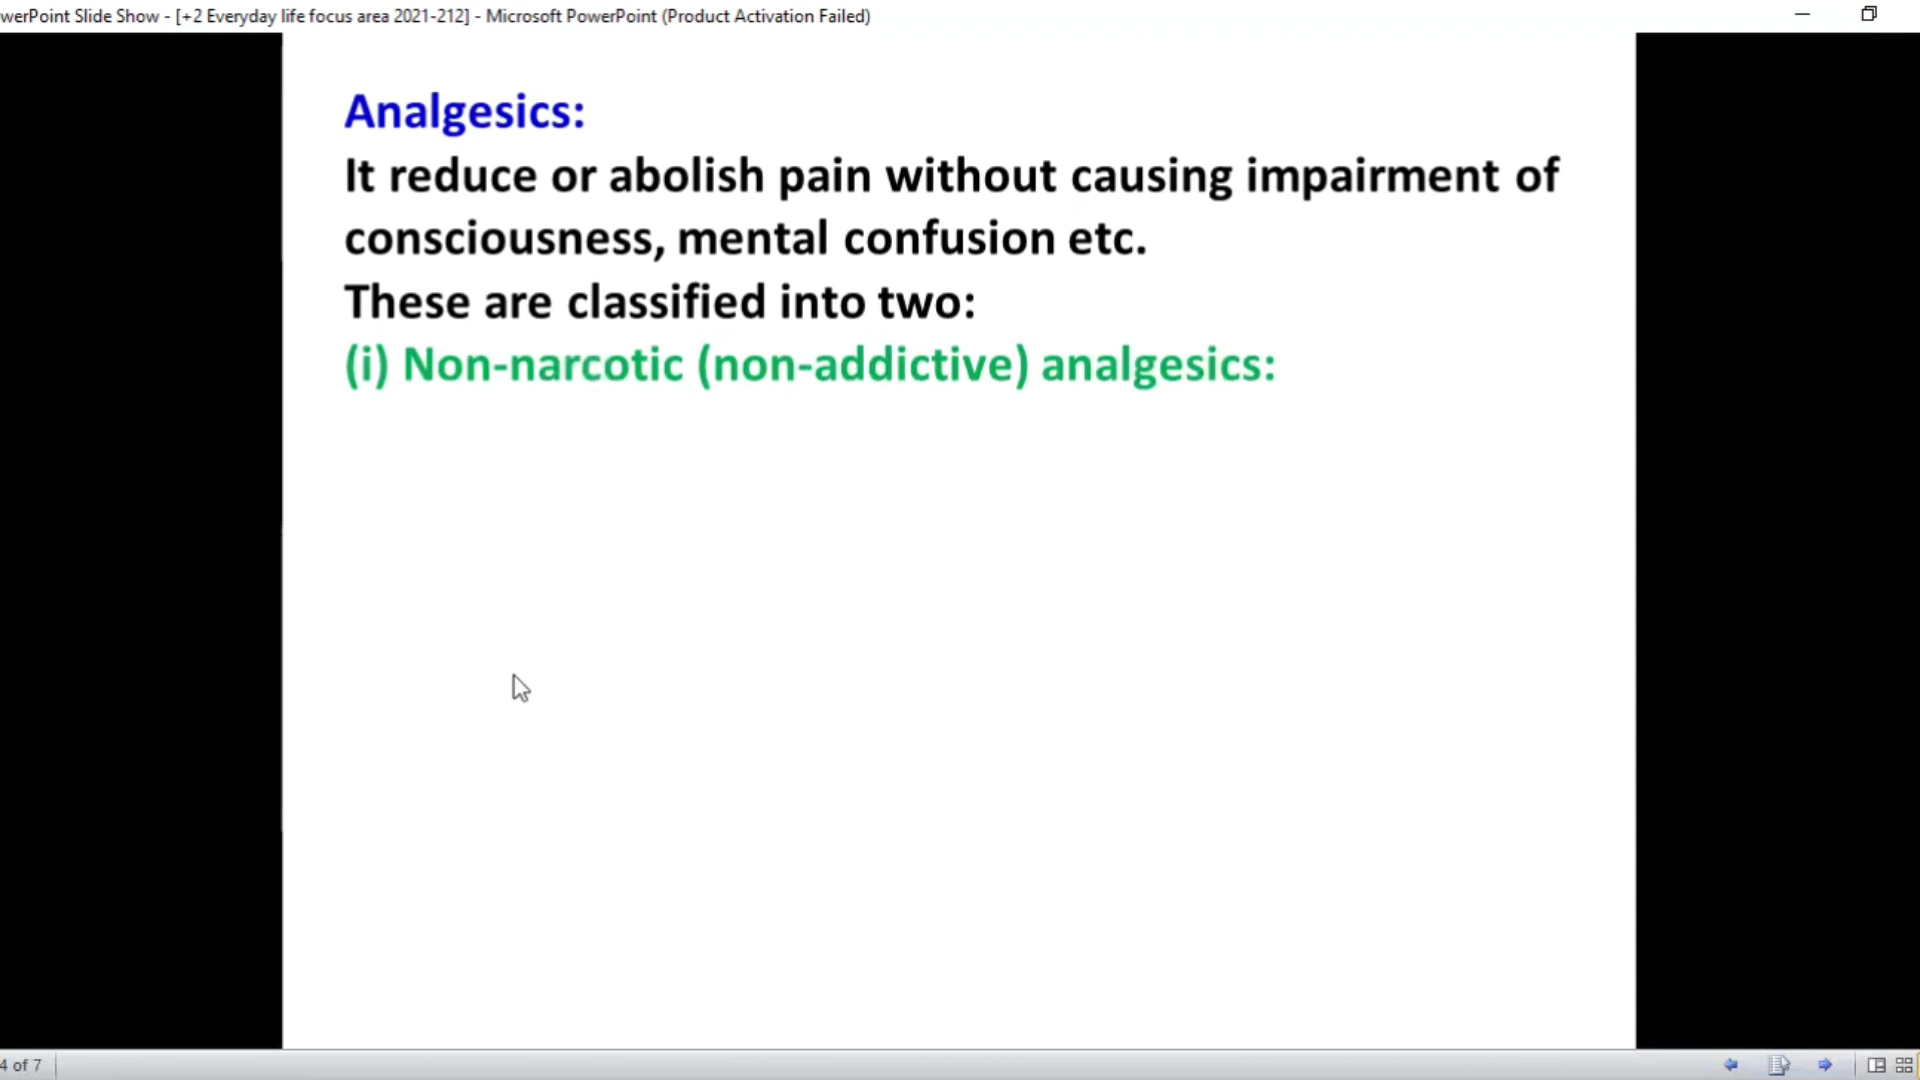 werPoint Slide Show - [+2 Everyday life focus area 2021-212] - Microsoft PowerPoint (Product Activation Failed)
Analgesics:
It reduce or abolish pain without causing impairment of
consciousness, mental confusion etc.
These are classified into two:
(i) Non-narcotic (non-addictive) analgesics:
4 of 7